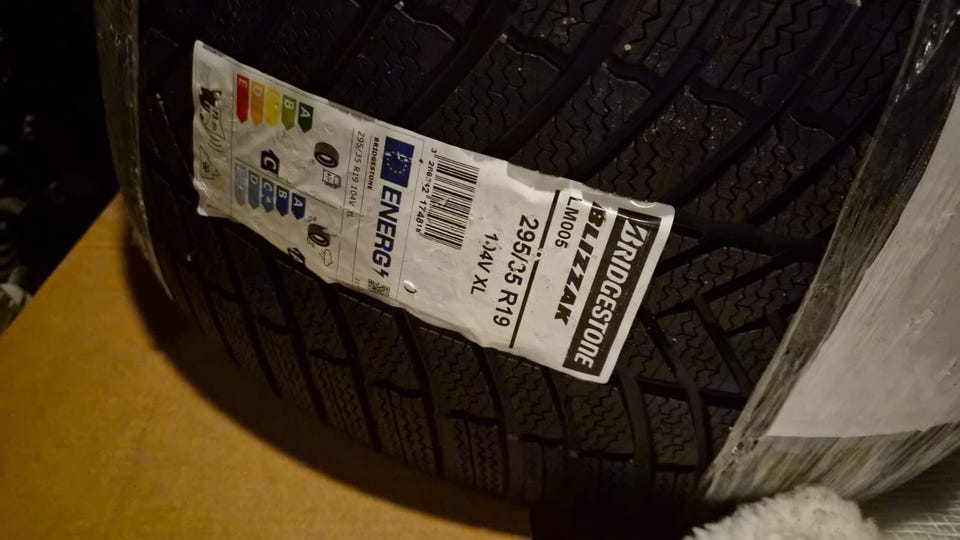 BRIDGESTONE
BLIZZAK
LM005
295/35 R19
104V XL
ENERG
BRIDGESTONE
295/35 R19 104V XL
A
B
D
E
C
A
B
C
D